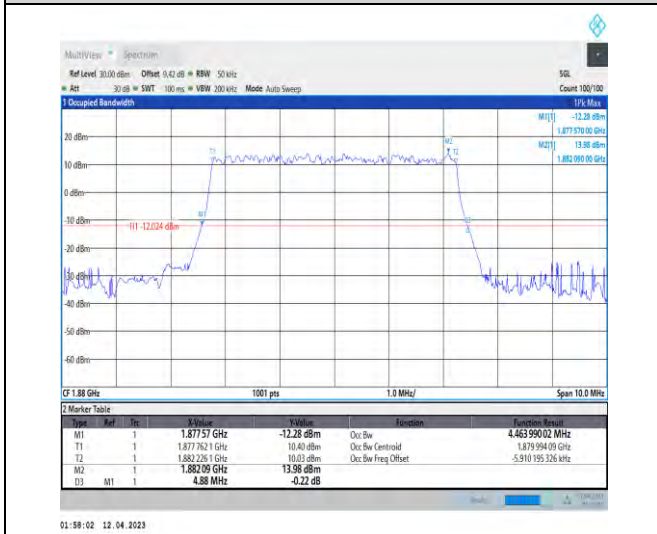 MultiView Spectrum
Ref Level 30.00 dBm Offset 0.42 dB RBW 50 kHz SGL
Att 30 dB SWT 100 ms VBW 200 kHz Mode Auto Sweep Count 100/100
1 Occupied Bandwidth 1Pk Max
M1[1] -12.28 dBm
1.877 570 00 GHz
M2[1] 13.98 dBm
1.882 090 00 GHz
20 dBm
M2
T1 T2
10 dBm
0 dBm
M1
-10 dBm
H1 -12.024 dBm
-20 dBm
-40 dBm
-50 dBm
-60 dBm
CF 1.88 GHz 1001 pts 1.0 MHz/ Span 10.0 MHz
2 Marker Table
Type Ref Trc X-Value Y-Value Function Function Result
M1 1 1.877 57 GHz -12.28 dBm Occ Bw 4.463 990 02 MHz
T1 1 1.877 762 1 GHz 10.40 dBm Occ Bw Centroid 1.879 994 09 GHz
T2 1 1.882 226 1 GHz 10.03 dBm Occ Bw Freq Offset -5.910 195 326 kHz
M2 1 1.882 09 GHz 13.98 dBm
D3 M1 1 4.88 MHz -0.22 dB
01:58:02 12.04.2023